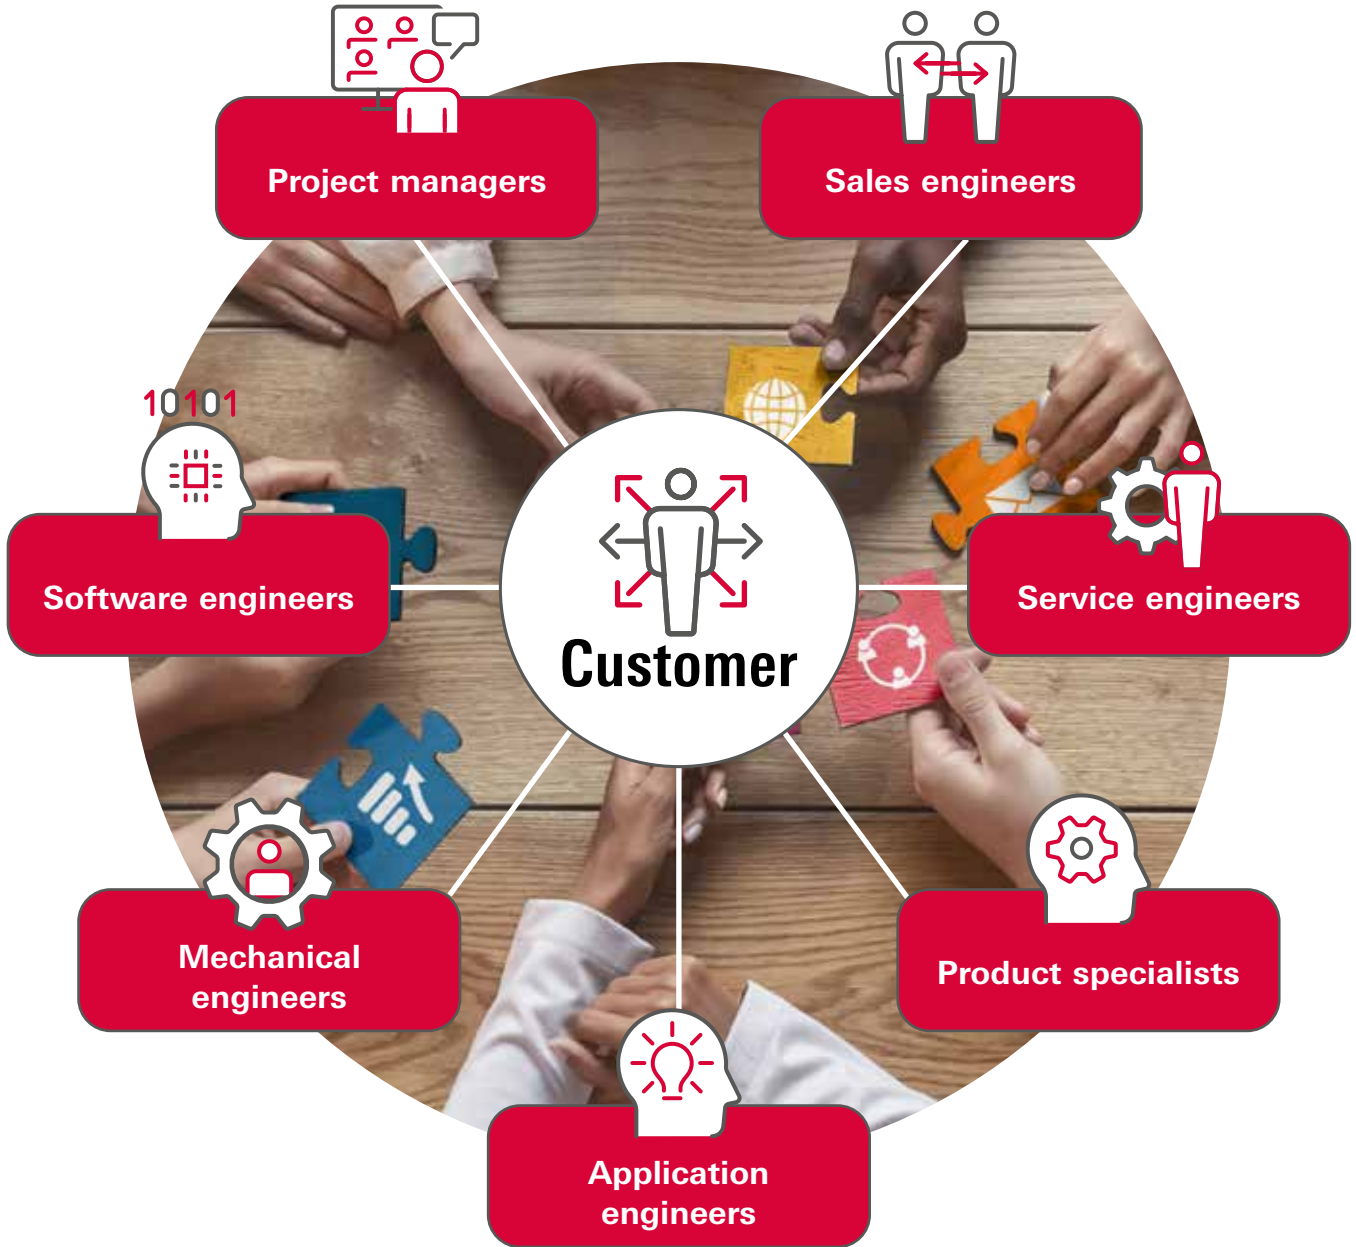 Project managers
Sales engineers
10101
Software engineers
Service engineers
Customer
Mechanical
engineers
Product specialists
Application
engineers